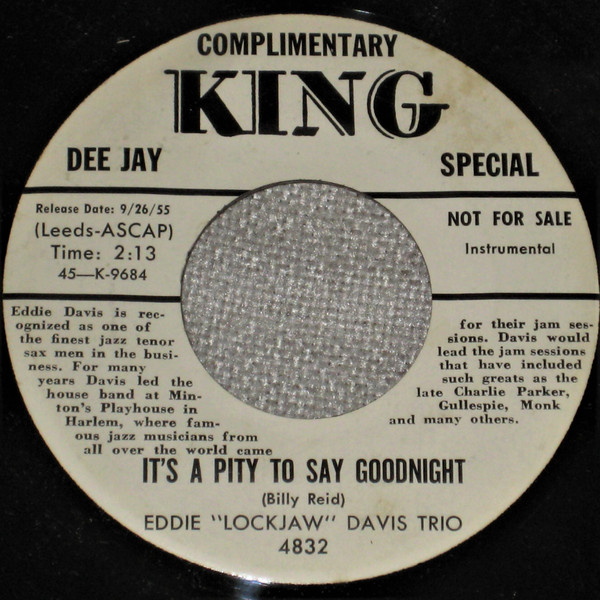 COMPLIMENTARY
KING
DEE JAY
SPECIAL
Release Date: 9/26/55
(Leeds-ASCAP)
Time: 2:13
45—K-9684
NOT FOR SALE
Instrumental
Eddie Davis is rec-
ognized as one of
the finest jazz tenor
sax men in the busi-
ness. For many
years Davis led the
house band at Min-
ton's Playhouse in
Harlem, where fam-
ous jazz musicians from
all over the world came
for their jam ses-
sions. Davis would
lead the jam sessions
that have included
such greats as the
late Charlie Parker,
Gullespie, Monk
and many others.
IT'S A PITY TO SAY GOODNIGHT
(Billy Reid)
EDDIE "LOCKJAW" DAVIS TRIO
4832